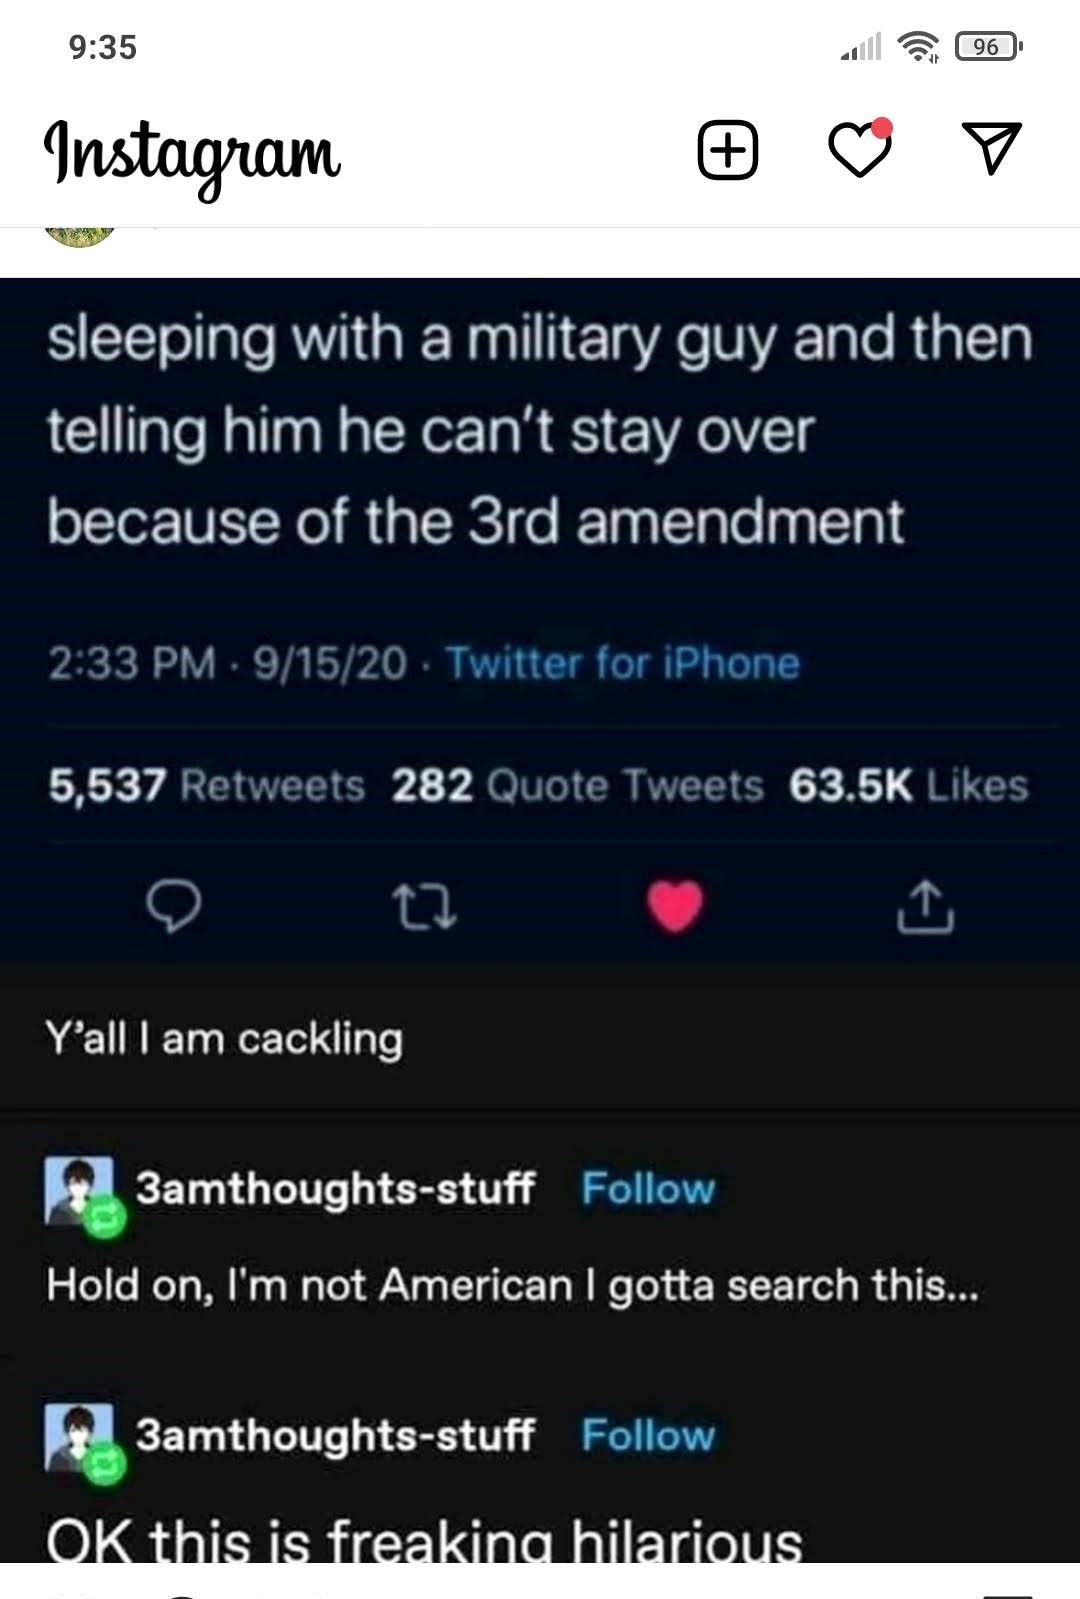 9:35
96
Instagram
sleeping with a military guy and then
telling him he can't stay over
because of the 3rd amendment
2:33 PM · 9/15/20 · Twitter for iPhone
5,537 Retweets 282 Quote Tweets 63.5K Likes
Y'all I am cackling
3amthoughts-stuff Follow
Hold on, I'm not American I gotta search this...
3amthoughts-stuff Follow
OK this is freaking hilarious